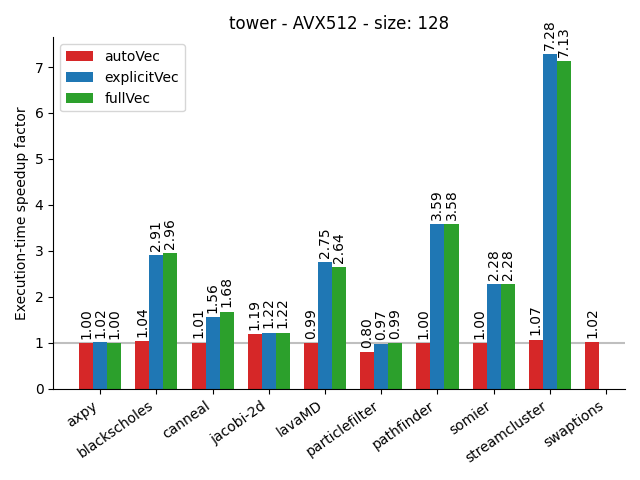 tower - AVX512 - size: 128
autoVec
explicitVec
fullVec
Execution-time speedup factor
7
6
5
4
3
2
1
0
1.00
1.02
1.00
1.04
2.91
2.96
1.01
1.56
1.68
1.19
1.22
1.22
0.99
2.75
2.64
0.80
0.97
0.99
1.00
3.59
3.58
1.00
2.28
2.28
1.07
7.28
7.13
1.02
axpy
blackscholes
canneal
jacobi-2d
lavaMD
particlefilter
pathfinder
somier
streamcluster
swaptions